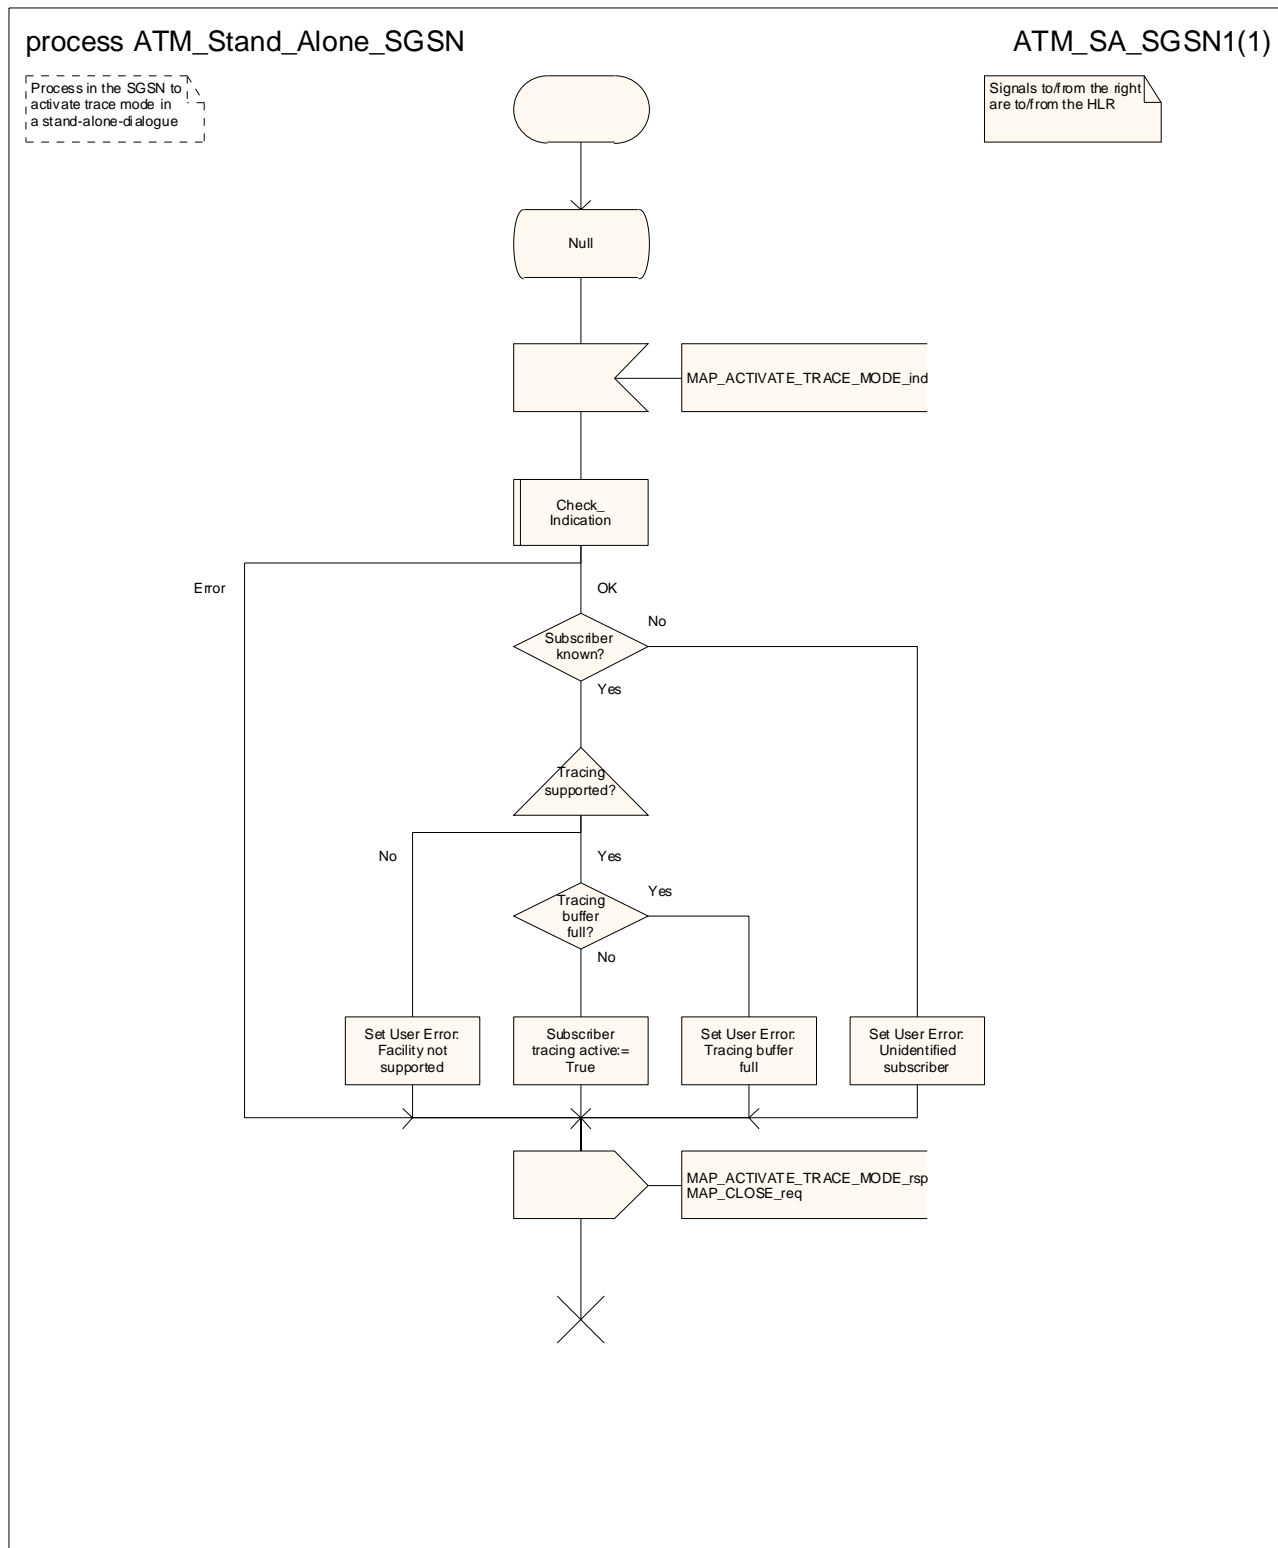 process ATM_Stand_Alone_SGSN
ATM_SA_SGSN1(1)
Process in the SGSN to
activate trace mode in
a stand-alone-dialogue
Signals to/from the right
are to/from the HLR
Null
MAP_ACTIVATE_TRACE_MODE_ind
Check_
Indication
Error
OK
Subscriber
known?
No
Yes
Tracing
supported?
No
Yes
Tracing
buffer
full?
Yes
No
Set User Error:
Facility not
supported
Subscriber
tracing active:=
True
Set User Error:
Tracing buffer
full
Set User Error:
Unidentified
subscriber
MAP_ACTIVATE_TRACE_MODE_rsp
MAP_CLOSE_req